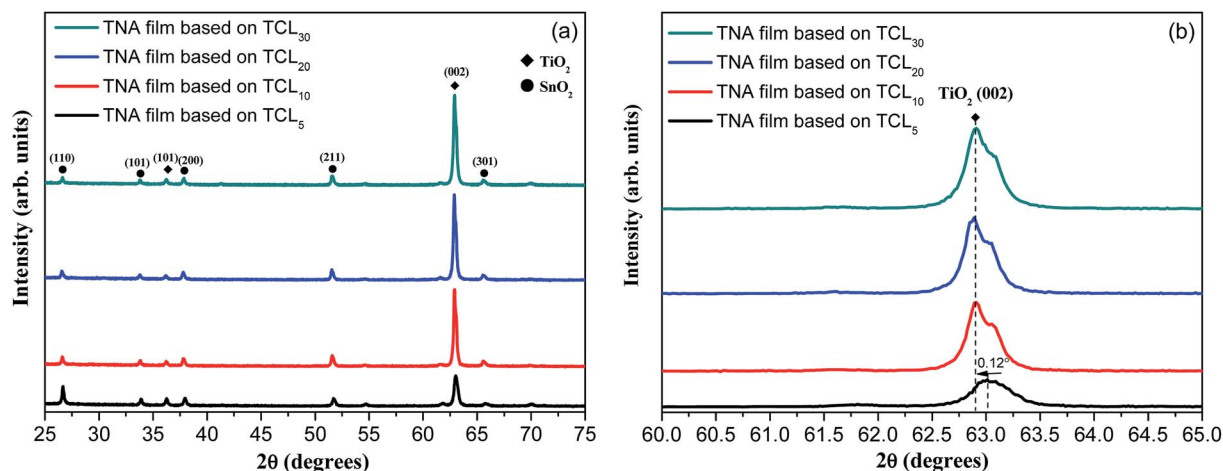 TNA film based on TCL₃₀
TNA film based on TCL₂₀
TNA film based on TCL₁₀
TNA film based on TCL₅
(a)
◆ TiO₂
● SnO₂
(002)
(110)
(101)
(101)
(200)
(211)
(301)
Intensity (arb. units)
25 30 35 40 45 50 55 60 65 70 75
2θ (degrees)
TNA film based on TCL₃₀
TNA film based on TCL₂₀
TNA film based on TCL₁₀
TNA film based on TCL₅
(b)
TiO₂ (002)
0.12°
Intensity (arb. units)
60.0 60.5 61.0 61.5 62.0 62.5 63.0 63.5 64.0 64.5 65.0
2θ (degrees)